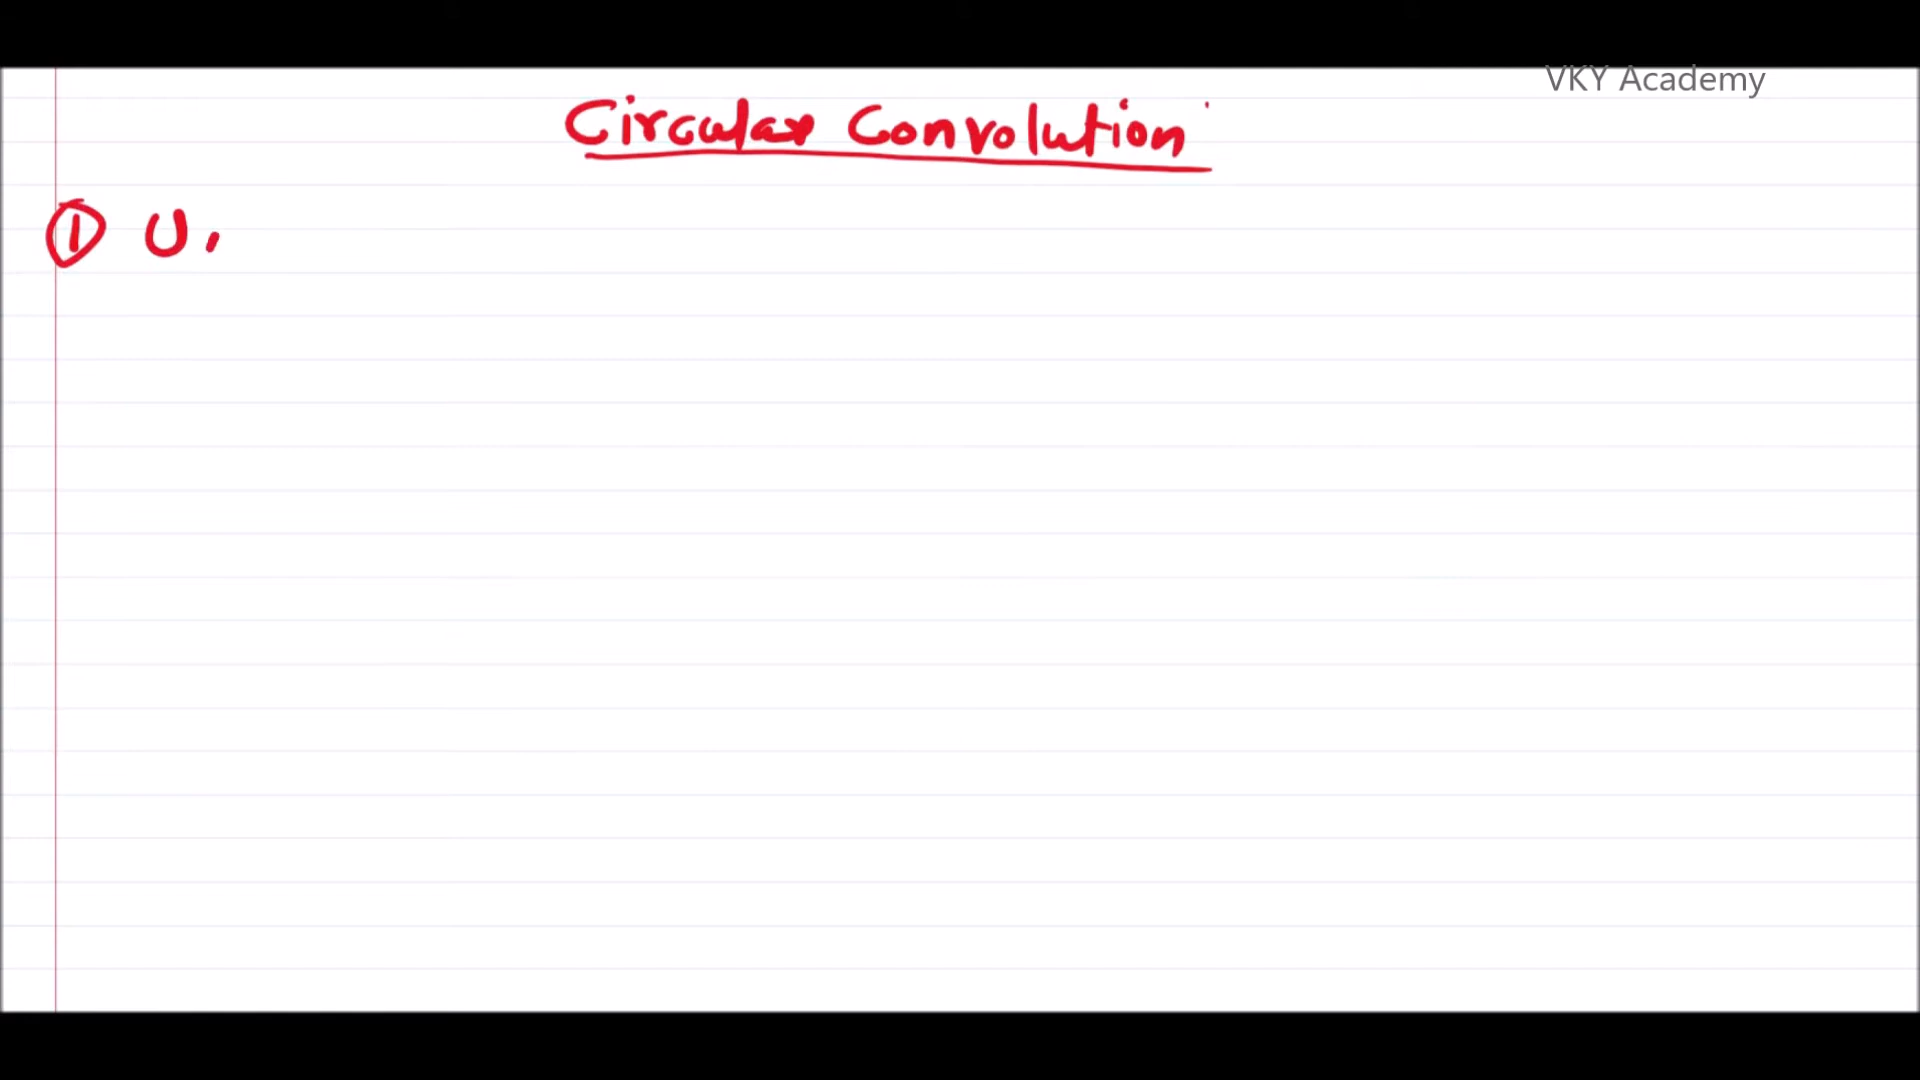 VKY Academy
Circular Convolution
① U